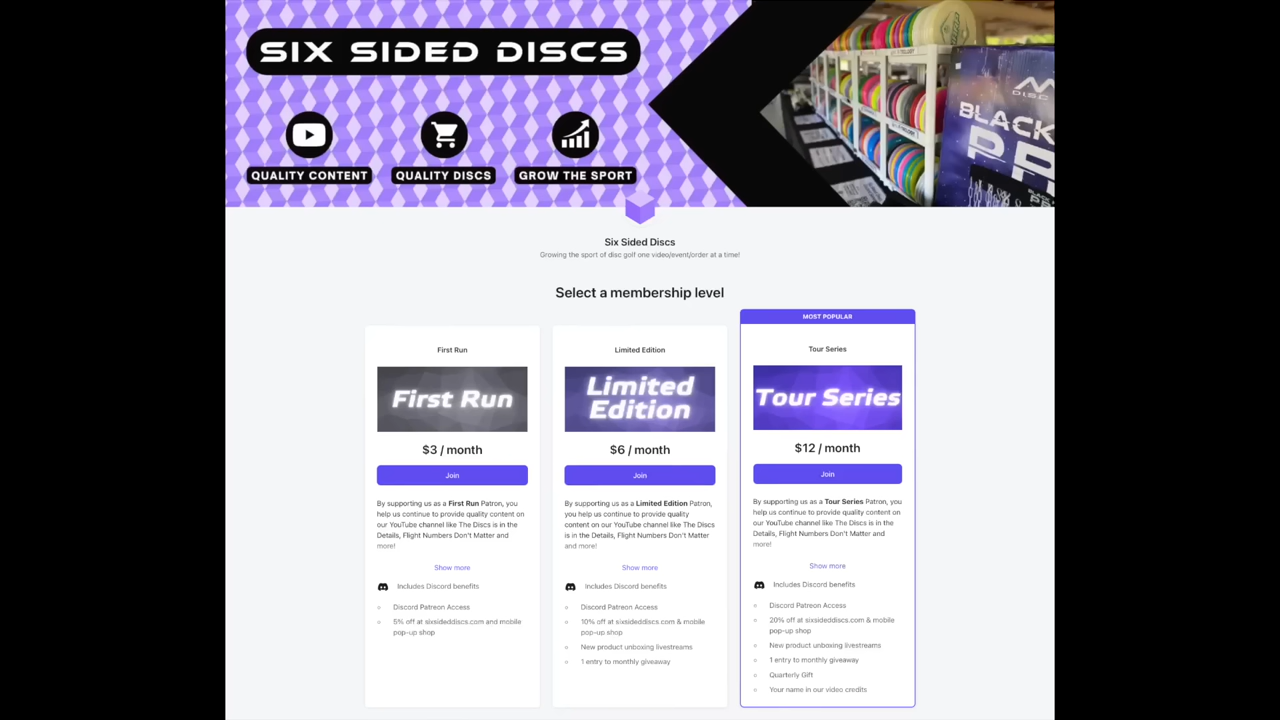 SIX SIDED DISCS
QUALITY CONTENT
QUALITY DISCS
GROW THE SPORT
DISC
BLACK
Six Sided Discs
Growing the sport of disc golf one video/event/order at a time!
Select a membership level
First Run
First Run
$3 / month
Join
By supporting us as a First Run Patron, you
help us continue to provide quality content on
our YouTube channel like The Discs is in the
Details, Flight Numbers Don't Matter and
more!
Show more
Includes Discord benefits
Discord Patreon Access
5% off at sixsideddiscs.com and mobile
pop-up shop
Limited Edition
Limited
Edition
$6 / month
Join
By supporting us as a Limited Edition Patron,
you help us continue to provide quality
content on our YouTube channel like The Discs
is in the Details, Flight Numbers Don't Matter
and more!
Show more
Includes Discord benefits
Discord Patreon Access
10% off at sixsideddiscs.com & mobile
pop-up shop
New product unboxing livestreams
1 entry to monthly giveaway
MOST POPULAR
Tour Series
Tour Series
$12 / month
Join
By supporting us as a Tour Series Patron, you
help us continue to provide quality content on
our YouTube channel like The Discs is in the
Details, Flight Numbers Don't Matter and
more!
Show more
Includes Discord benefits
Discord Patreon Access
20% off at sixsideddiscs.com & mobile
pop-up shop
New product unboxing livestreams
1 entry to monthly giveaway
Quarterly Gift
Your name in our video credits